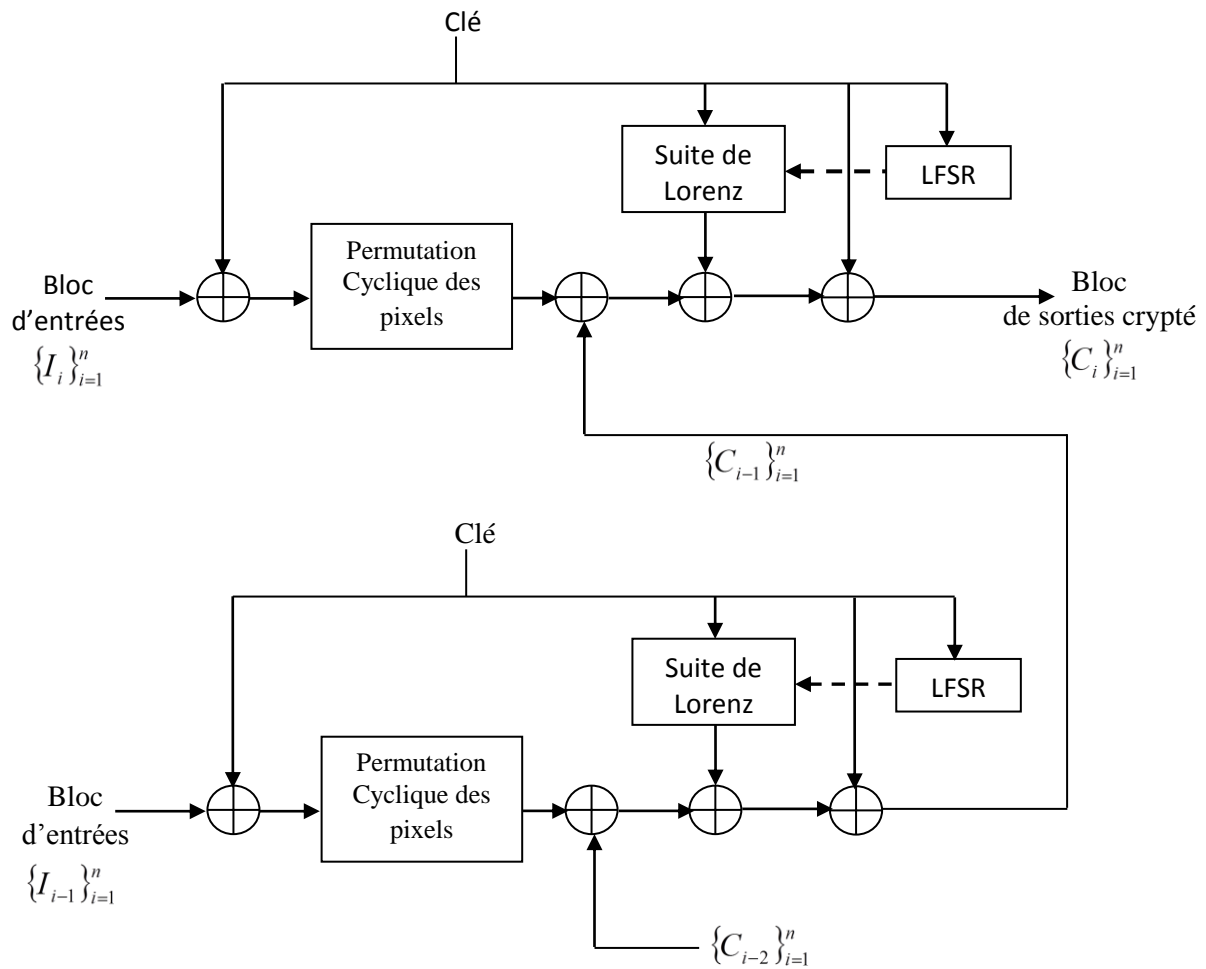 Clé
Suite de
Lorenz
LFSR
Permutation
Cyclique des
pixels
Bloc
d’entrées
{I_i}_{i=1}^n
Bloc
de sorties crypté
{C_i}_{i=1}^n
{C_{i-1}}_{i=1}^n
Clé
Suite de
Lorenz
LFSR
Permutation
Cyclique des
pixels
Bloc
d’entrées
{I_{i-1}}_{i=1}^n
{C_{i-2}}_{i=1}^n